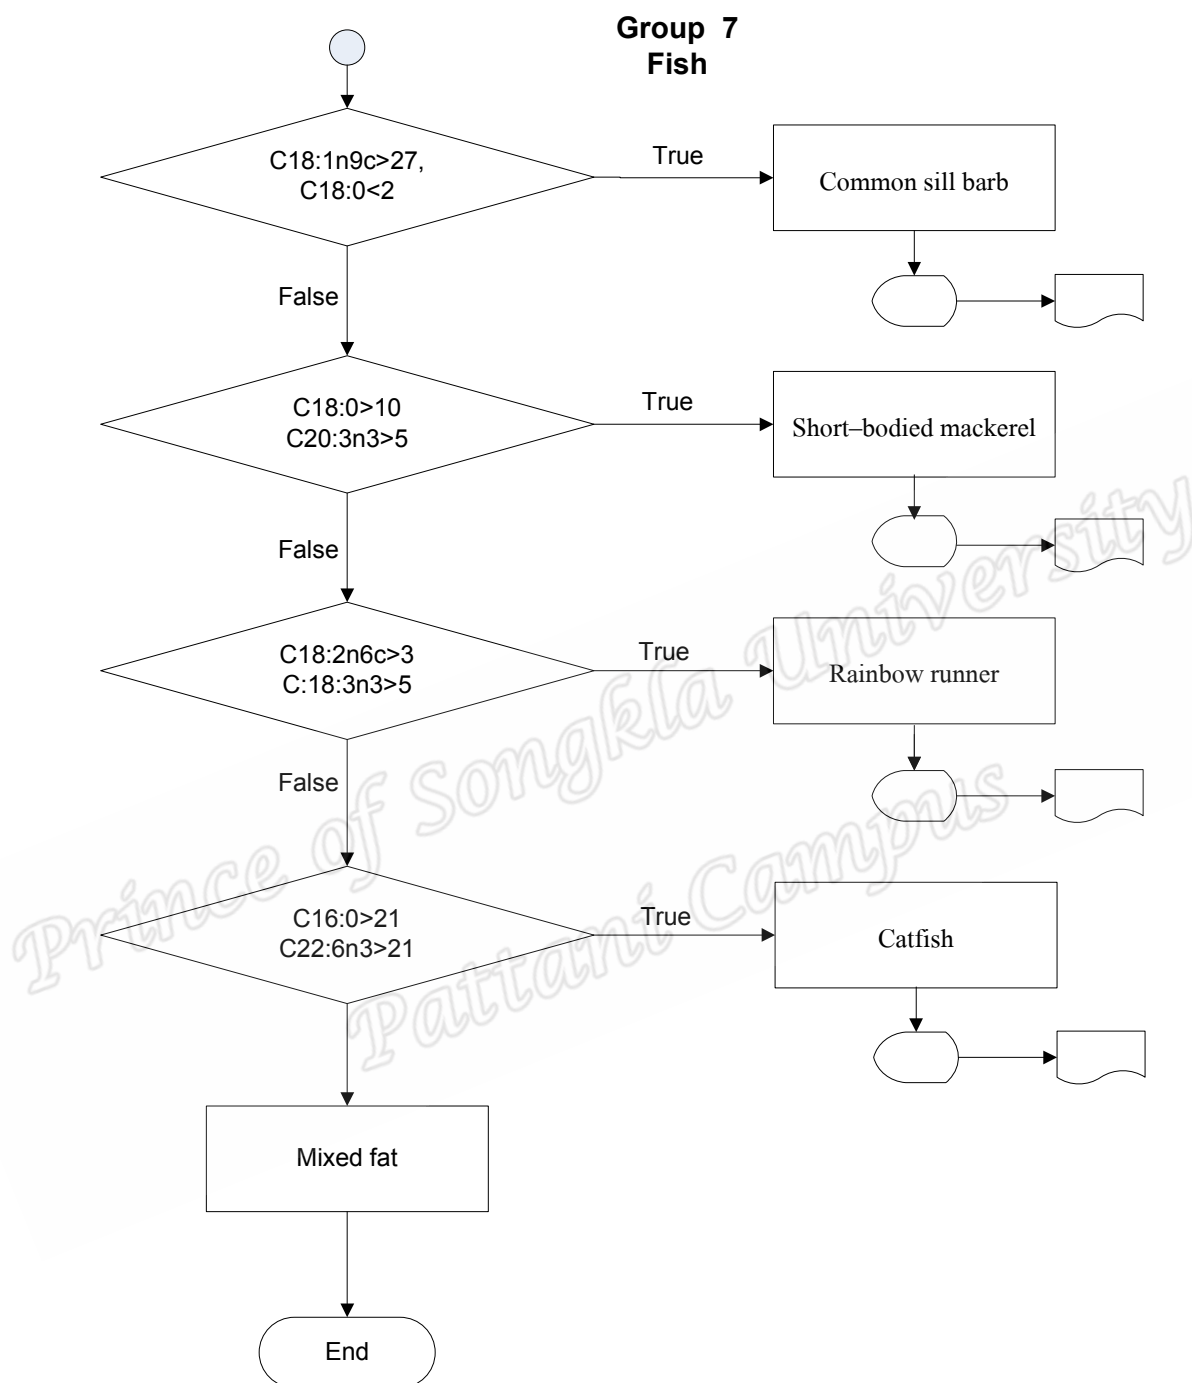 Group 7
Fish
C18:1n9c>27,
C18:0<2
True
Common sill barb
False
C18:0>10
C20:3n3>5
True
Short–bodied mackerel
False
C18:2n6c>3
C:18:3n3>5
True
Rainbow runner
False
C16:0>21
C22:6n3>21
True
Catfish
Mixed fat
End
Prince of Songkla University
Pattani Campus